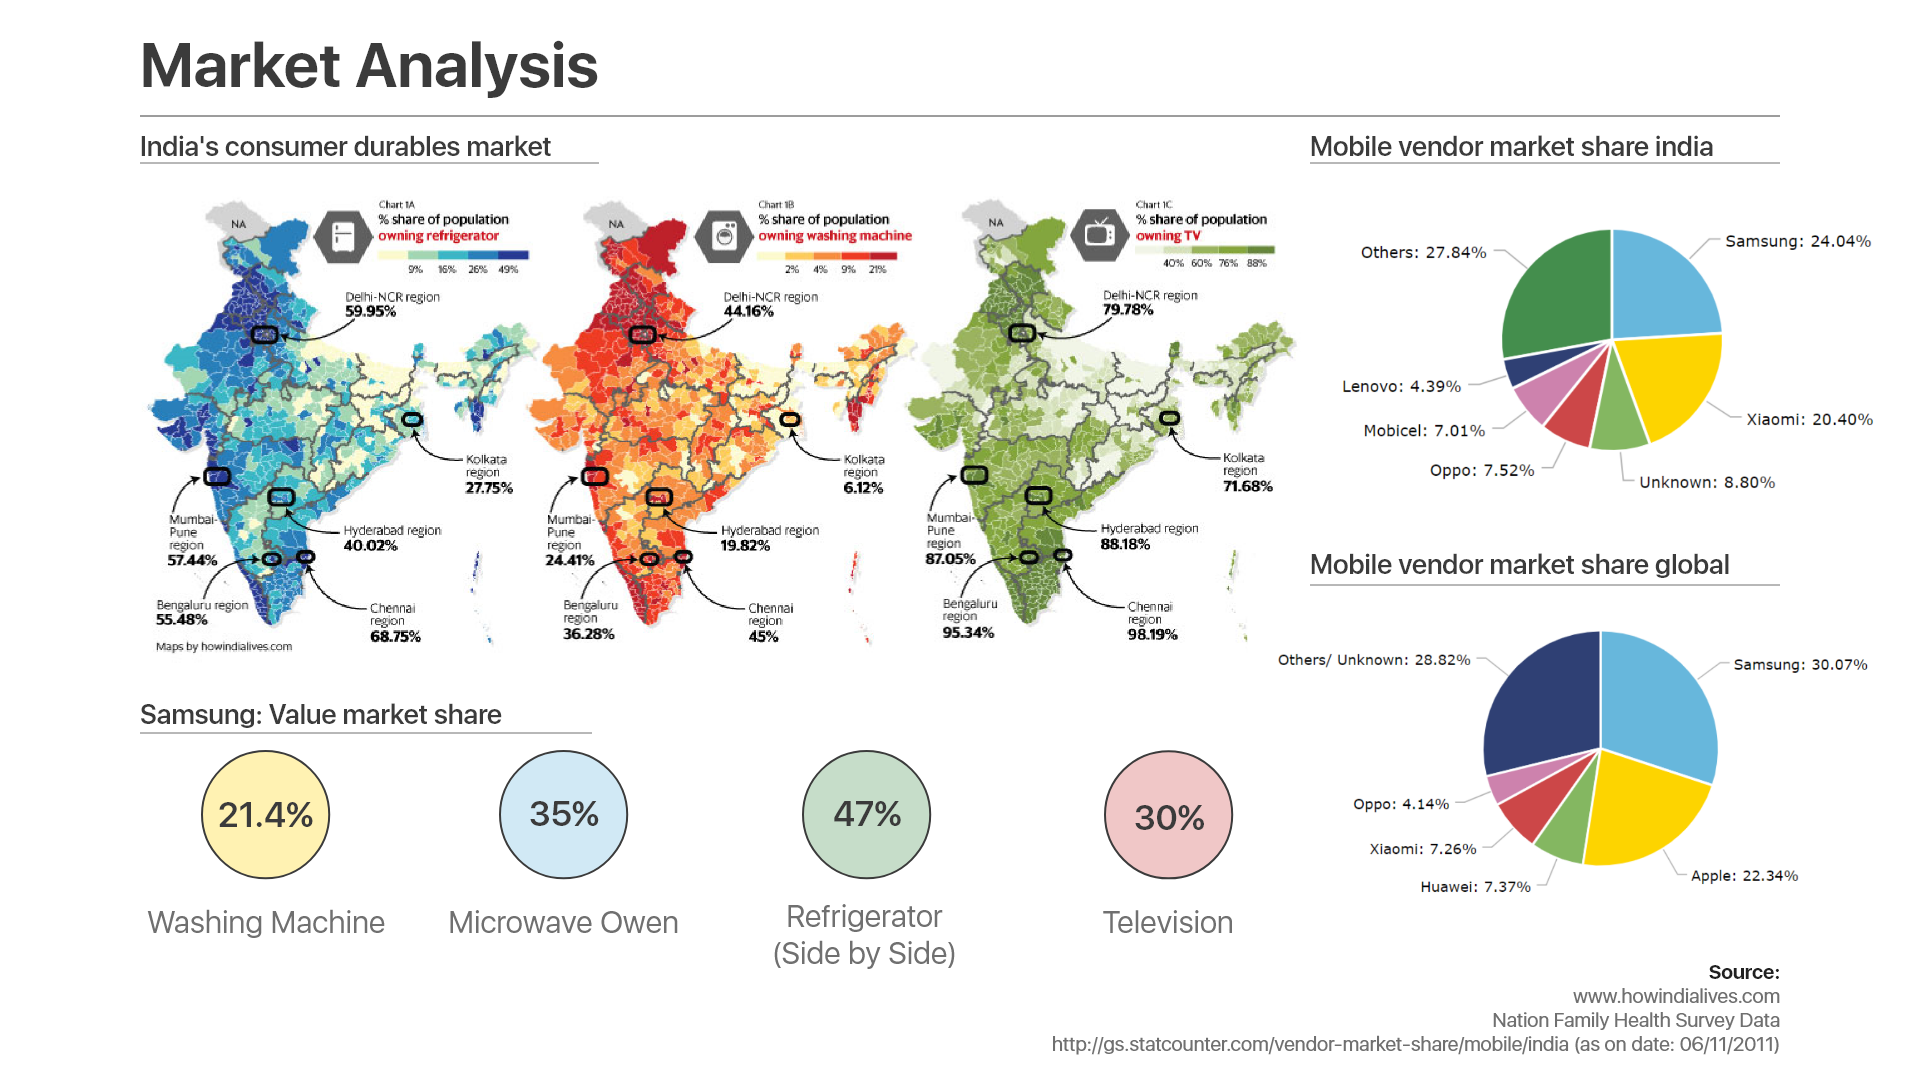 Market Analysis
India's consumer durables market
NA
Chart 1A
% share of population
owning refrigerator
9% 16% 26% 49%
Delhi-NCR region
59.95%
Kolkata
region
27.75%
Mumbai-
Pune
region
57.44%
Hyderabad region
40.02%
Bengaluru region
55.48%
Chennai
region
68.75%
Maps by howindialives.com
NA
Chart 1B
% share of population
owning washing machine
2% 4% 9% 21%
Delhi-NCR region
44.16%
Kolkata
region
6.12%
Mumbai-
Pune
region
24.41%
Hyderabad region
19.82%
Bengaluru
region
36.28%
Chennai
region
45%
NA
Chart 1C
% share of population
owning TV
40% 60% 76% 88%
Delhi-NCR region
79.78%
Kolkata
region
71.68%
Mumbai-
Pune
region
87.05%
Hyderabad region
88.18%
Bengaluru
region
95.34%
Chennai
region
98.19%
Mobile vendor market share india
Others: 27.84%
Samsung: 24.04%
Lenovo: 4.39%
Mobicel: 7.01%
Xiaomi: 20.40%
Oppo: 7.52%
Unknown: 8.80%
Mobile vendor market share global
Others/ Unknown: 28.82%
Samsung: 30.07%
Oppo: 4.14%
Xiaomi: 7.26%
Huawei: 7.37%
Apple: 22.34%
Samsung: Value market share
21.4%
Washing Machine
35%
Microwave Owen
47%
Refrigerator
(Side by Side)
30%
Television
Source:
www.howindialives.com
Nation Family Health Survey Data
http://gs.statcounter.com/vendor-market-share/mobile/india (as on date: 06/11/2011)